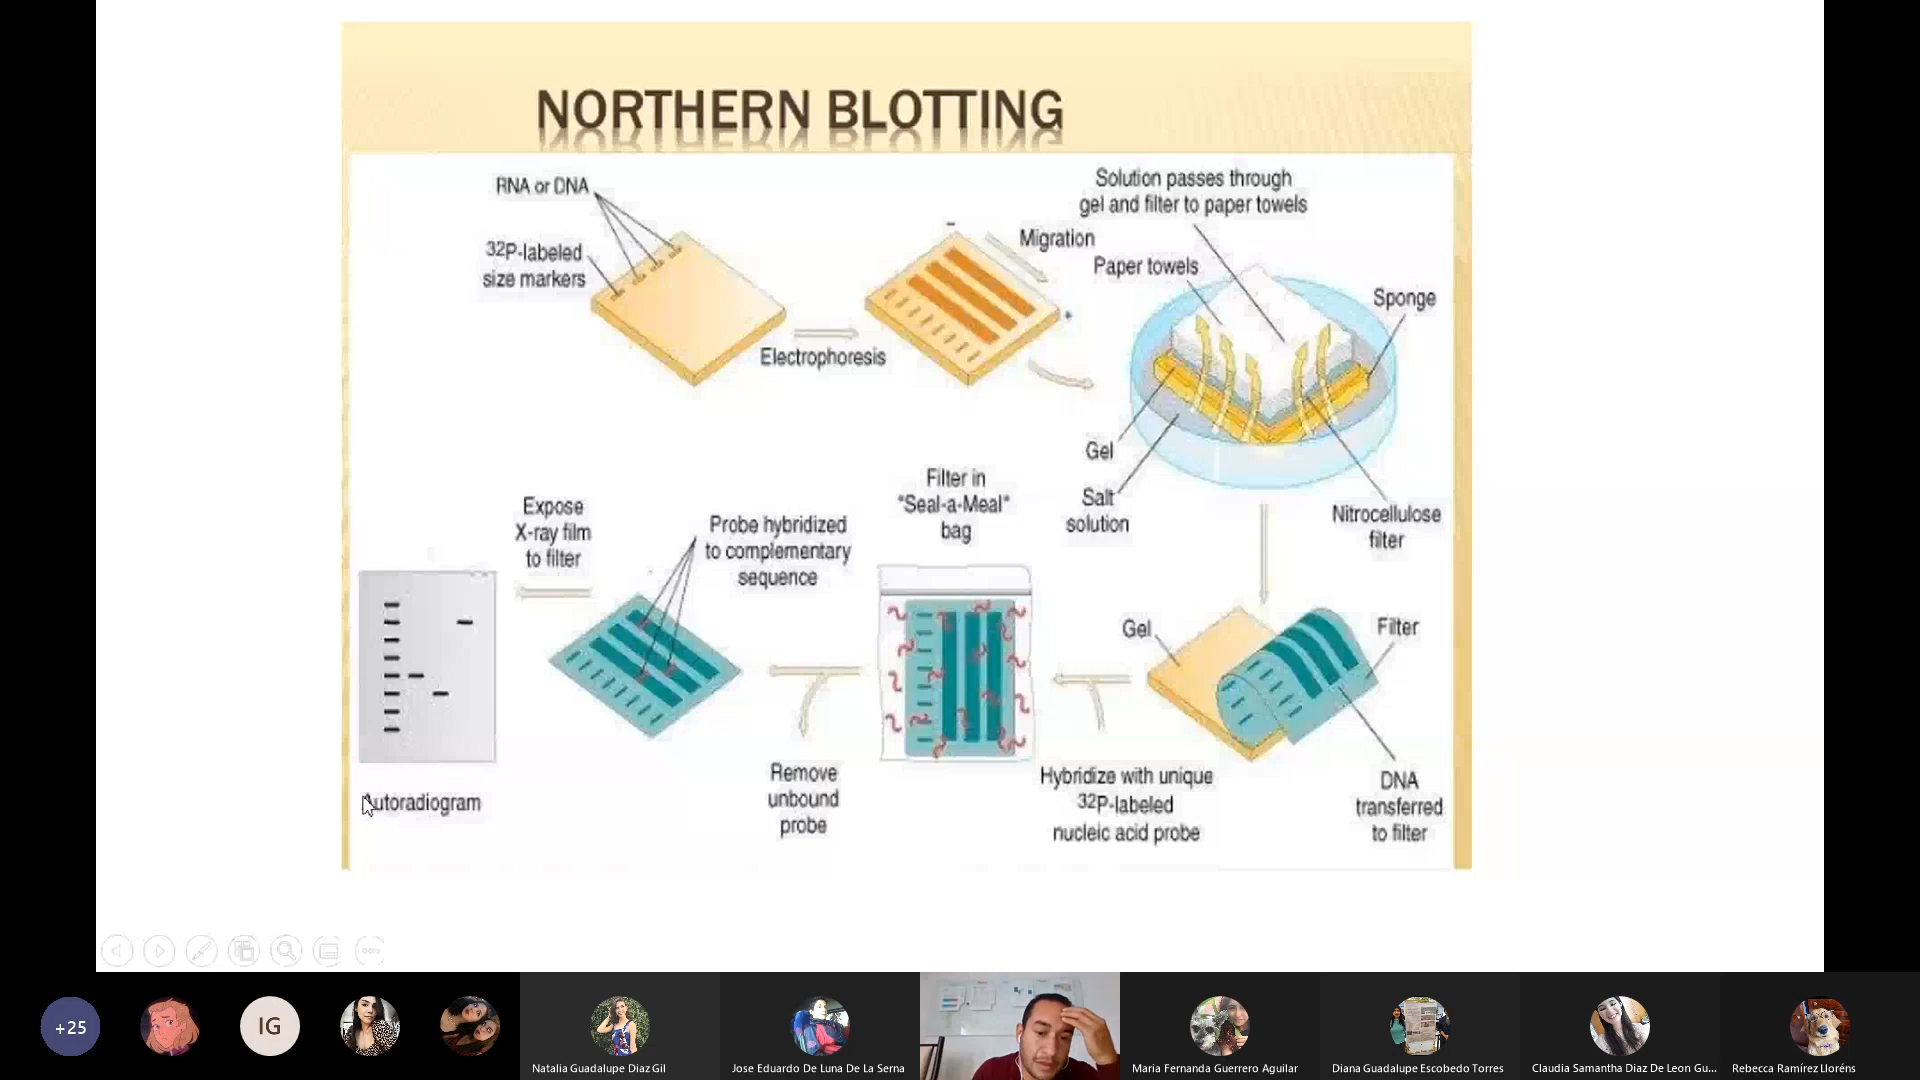 NORTHERN BLOTTING
RNA or DNA
32P-labeled
size markers
Electrophoresis
-
Migration
+
Solution passes through
gel and filter to paper towels
Paper towels
Sponge
Gel
Salt
solution
Nitrocellulose
filter
Gel
Filter
DNA
transferred
to filter
Hybridize with unique
32P-labeled
nucleic acid probe
Filter in
"Seal-a-Meal"
bag
Remove
unbound
probe
Probe hybridized
to complementary
sequence
Expose
X-ray film
to filter
Autoradiogram
+25
IG
Natalia Guadalupe Diaz Gil
Jose Eduardo De Luna De La Serna
Maria Fernanda Guerrero Aguilar
Diana Guadalupe Escobedo Torres
Claudia Samantha Diaz De Leon Gu...
Rebecca Ramírez Lloréns